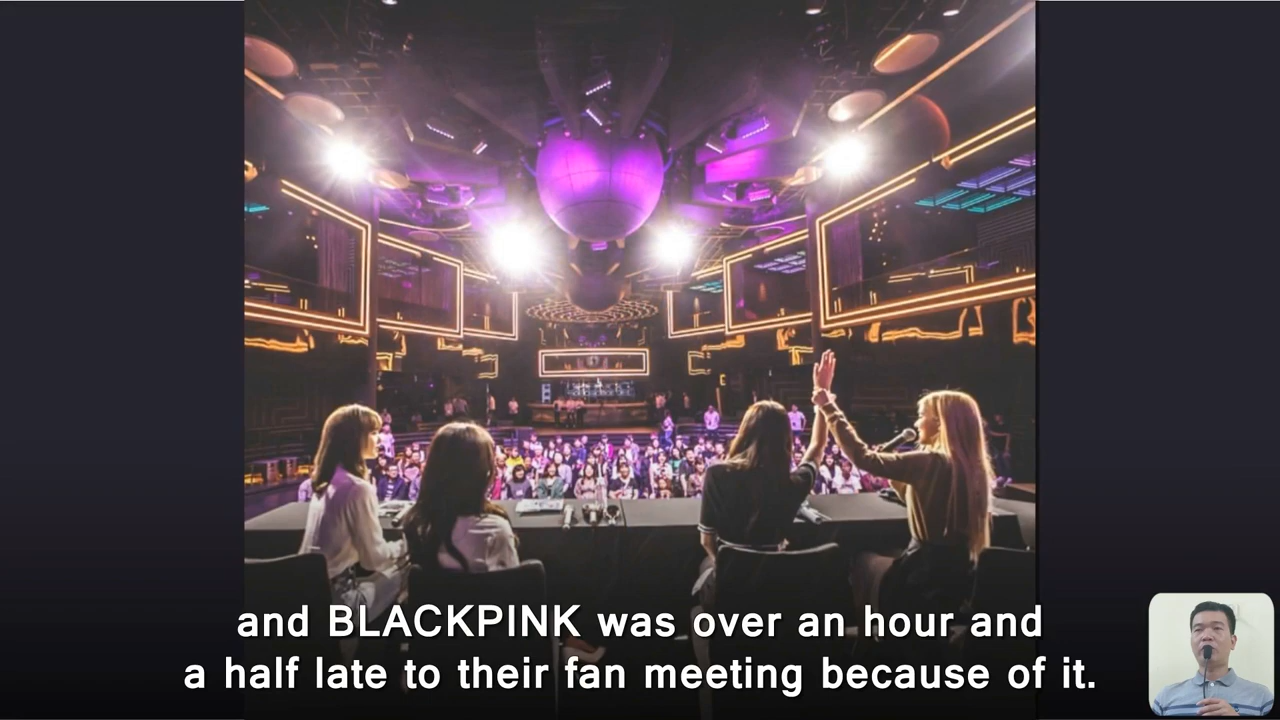 and BLACKPINK was over an hour and
a half late to their fan meeting because of it.